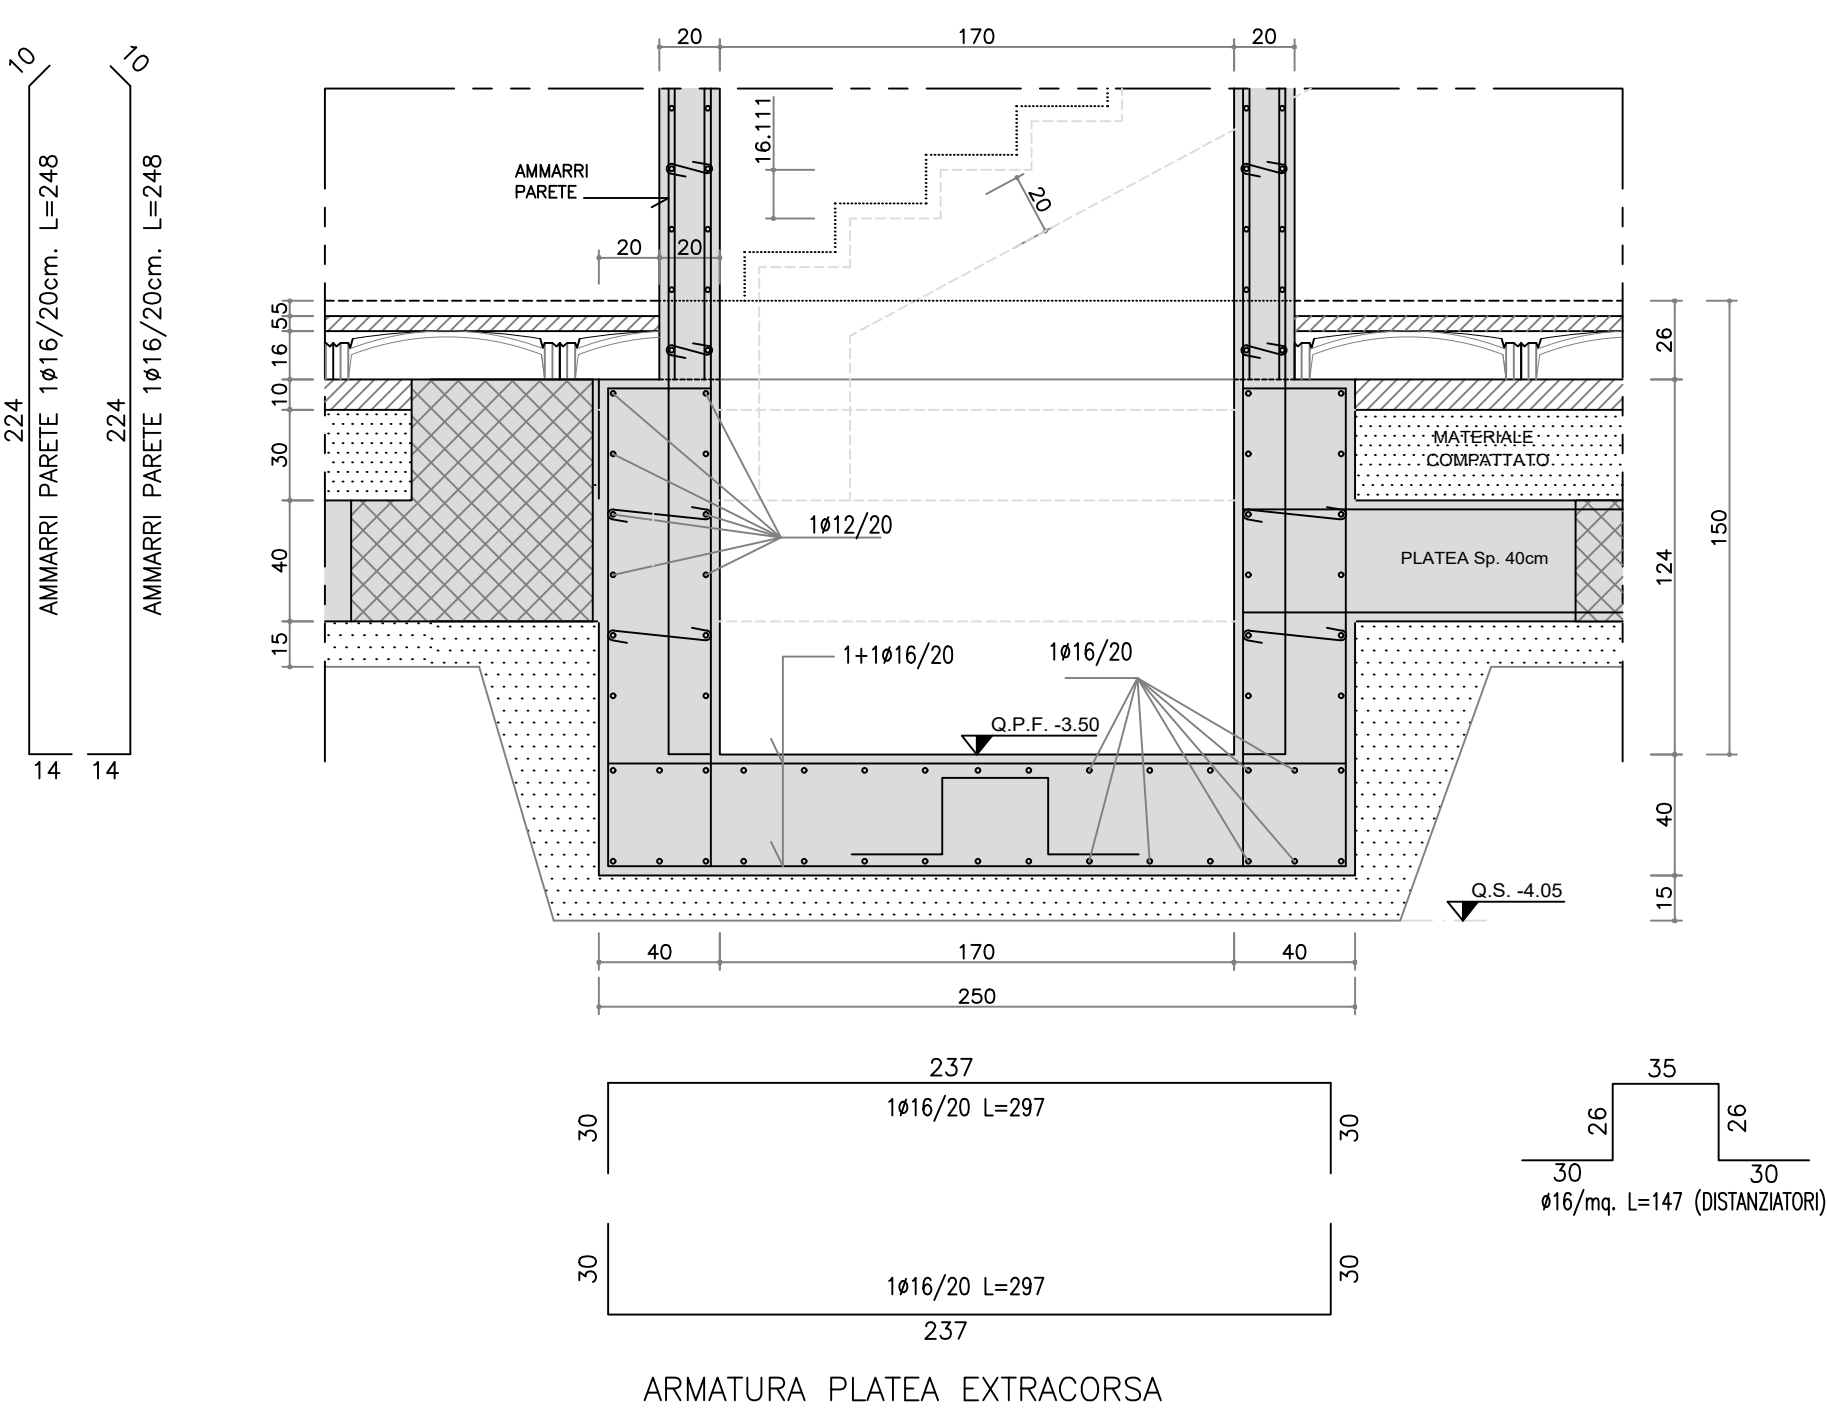 20
170
20
10
10
AMMARRI PARETE 1ø16/20cm. L=248
224
14
AMMARRI PARETE 1ø16/20cm. L=248
224
14
16.111
AMMARRI
PARETE
20
20
20
5
5
16
10
30
40
15
26
124
150
40
15
MATERIALE
COMPATTATO
1ø12/20
PLATEA Sp. 40cm
1+1ø16/20
1ø16/20
Q.P.F. -3.50
Q.S. -4.05
40
170
40
250
237
30
1ø16/20 L=297
30
30
1ø16/20 L=297
30
237
35
26
26
30
30
ø16/mq. L=147 (DISTANZIATORI)
ARMATURA PLATEA EXTRACORSA